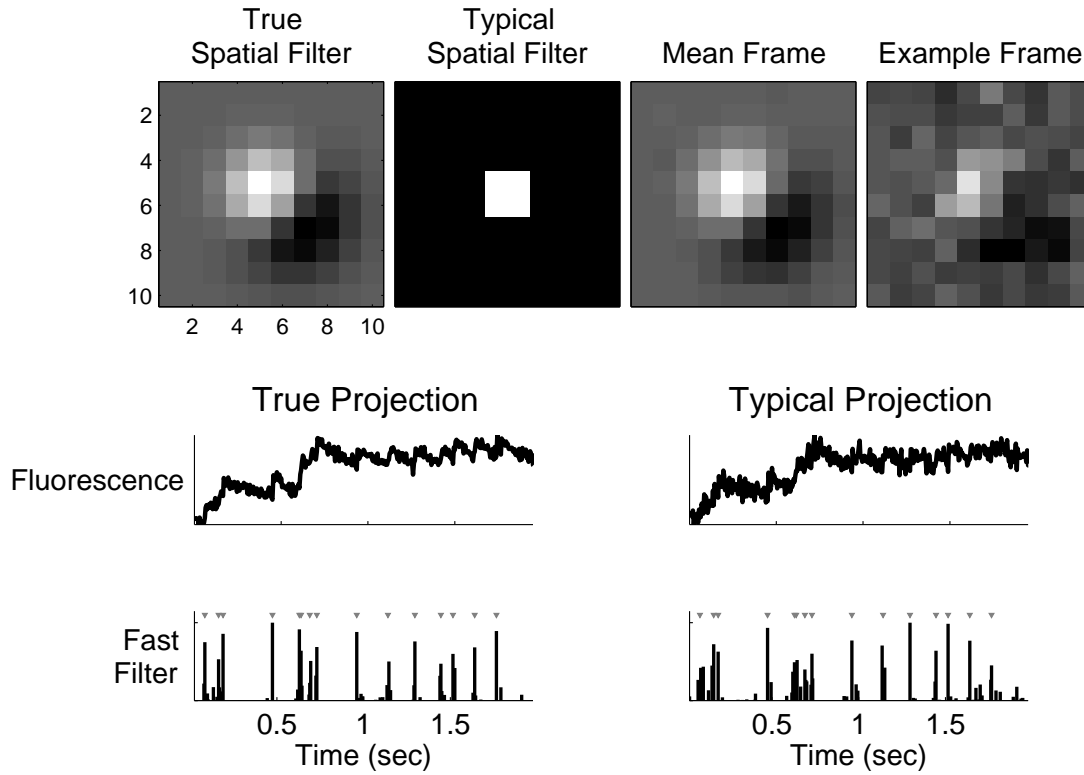 True
Spatial Filter
Typical
Spatial Filter
Mean Frame
Example Frame
2
4
6
8
10
2
4
6
8
10
True Projection
Typical Projection
Fluorescence
Fast
Filter
0.5
1
1.5
Time (sec)
0.5
1
1.5
Time (sec)